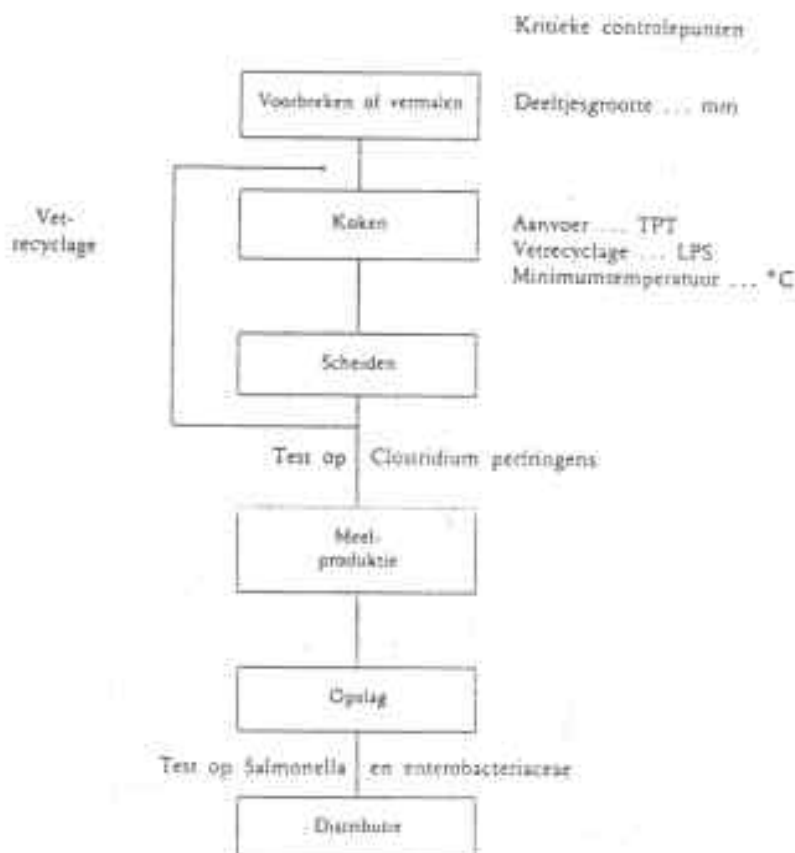 Kritieke controlepunten
Voorbreken of vermalen
Deeltjesgrootte ... mm
Vet-
recyclage
Koken
Aanvoer ... TPT
Vetrecyclage ... LPS
Minimumtemperatuur ... °C
Scheiden
Test op Clostridium perfringens
Meel-
produktie
Opslag
Test op Salmonella en enterobacteriaceae
Distributie